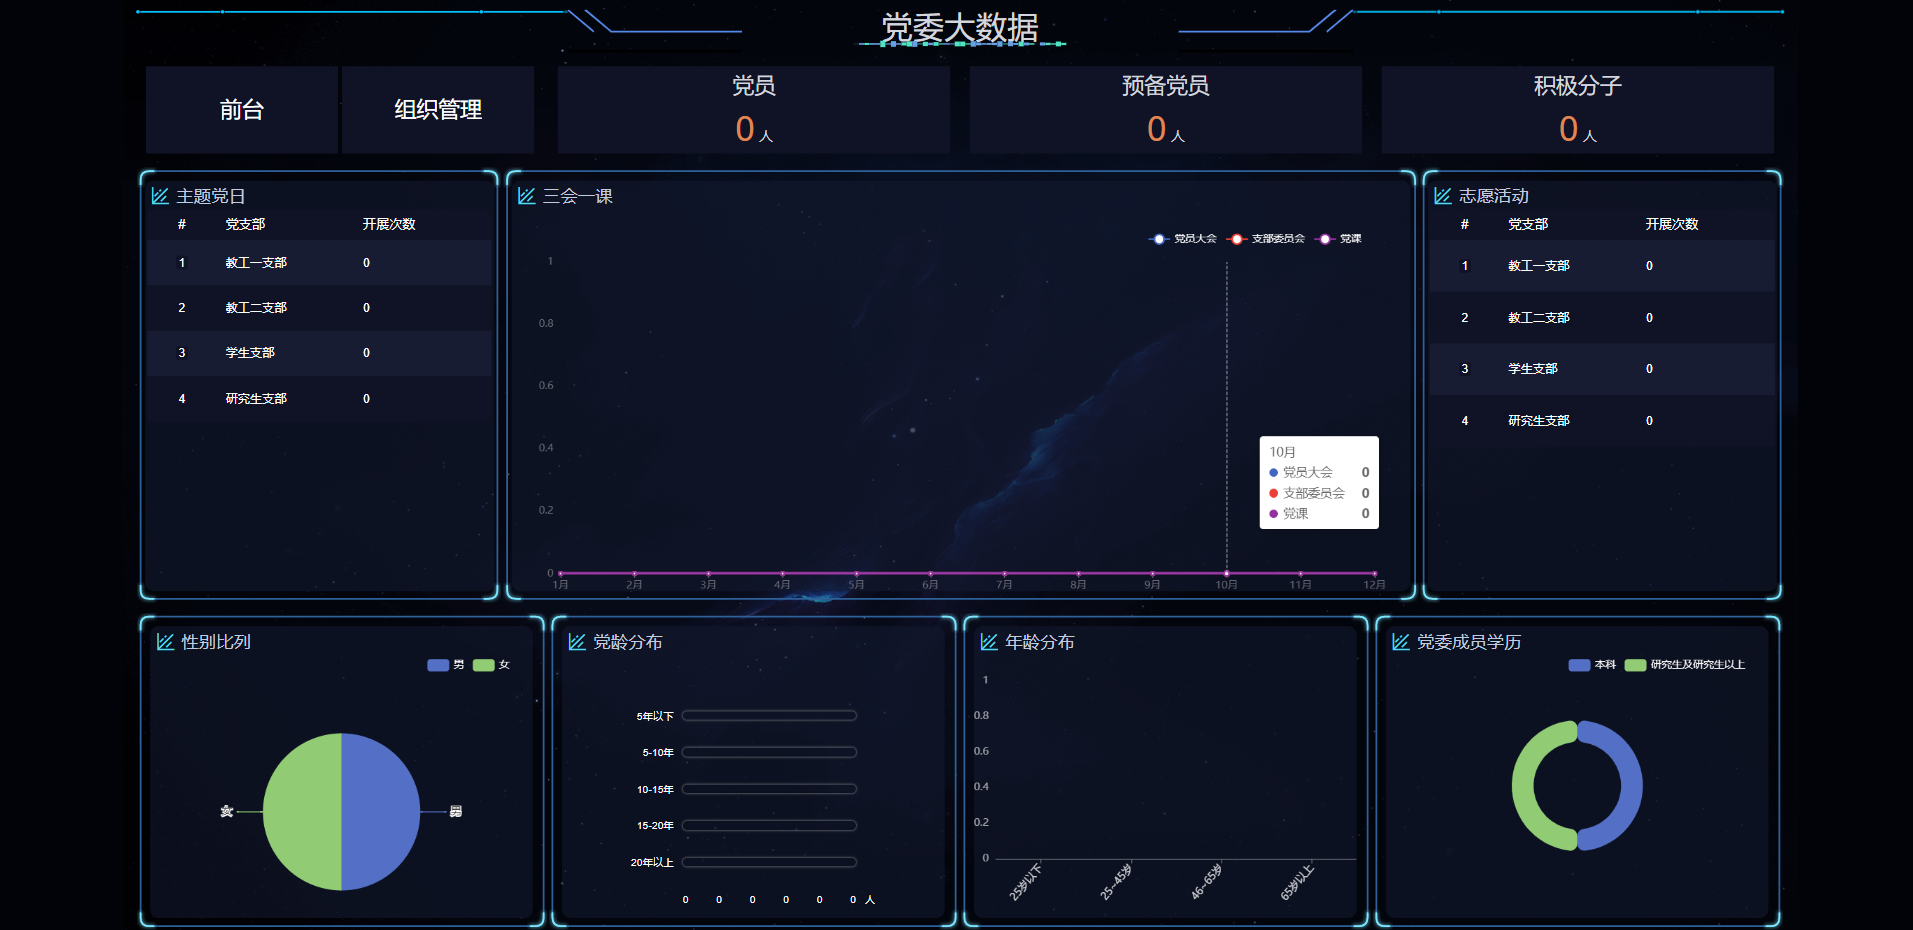 党委大数据
前台
组织管理
党员
0 人
预备党员
0 人
积极分子
0 人
主题党日
# 党支部 开展次数
1 教工一支部 0
2 教工二支部 0
3 学生支部 0
4 研究生支部 0
三会一课
党员大会 支部委员会 党课
1
0.8
0.6
0.4
0.2
0
1月 2月 3月 4月 5月 6月 7月 8月 9月 10月 11月 12月
10月
党员大会 0
支部委员会 0
党课 0
志愿活动
# 党支部 开展次数
1 教工一支部 0
2 教工二支部 0
3 学生支部 0
4 研究生支部 0
性别比列
男 女
女 男
党龄分布
5年以下
5-10年
10-15年
15-20年
20年以上
0 0 0 0 0 0 人
年龄分布
1
0.8
0.6
0.4
0.2
0
25岁以下 25~45岁 46~65岁 65岁以上
党委成员学历
本科 研究生及研究生以上